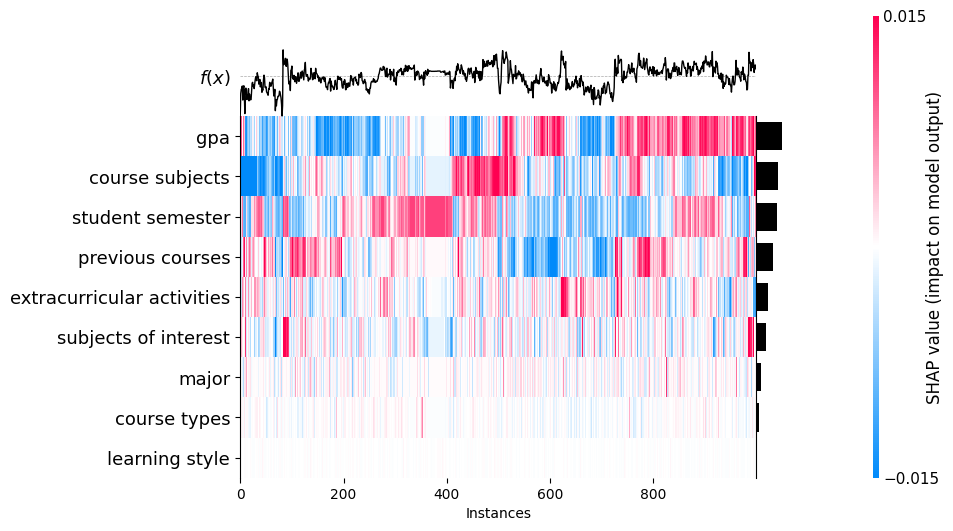 0.015
f(x)
gpa
course subjects
student semester
previous courses
extracurricular activities
subjects of interest
major
course types
learning style
0 200 400 600 800
Instances
SHAP value (impact on model output)
−0.015